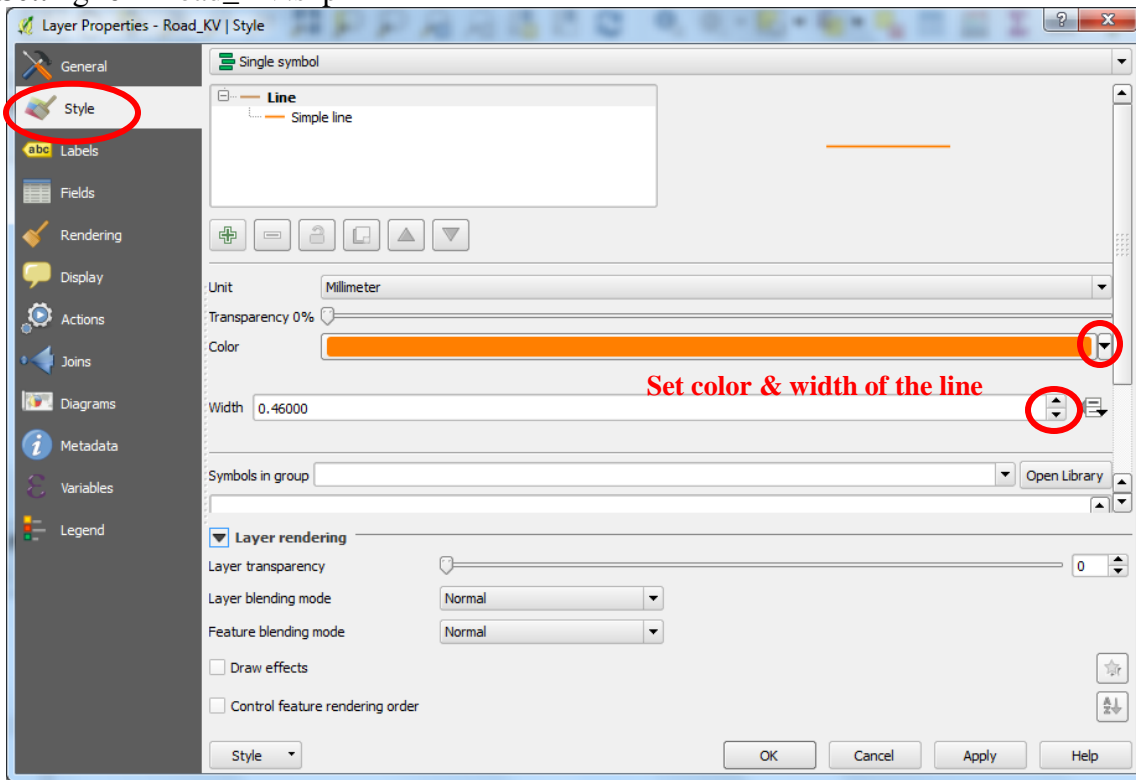 Layer Properties - Road_KV | Style
General
Style
abc Labels
Fields
Rendering
Display
Actions
Joins
Diagrams
Metadata
Variables
Legend
Single symbol
Line
Simple line
Unit Millimeter
Transparency 0%
Color
Set color & width of the line
Width 0.46000
Symbols in group Open Library
Layer rendering
Layer transparency 0
Layer blending mode Normal
Feature blending mode Normal
Draw effects
Control feature rendering order
Style OK Cancel Apply Help